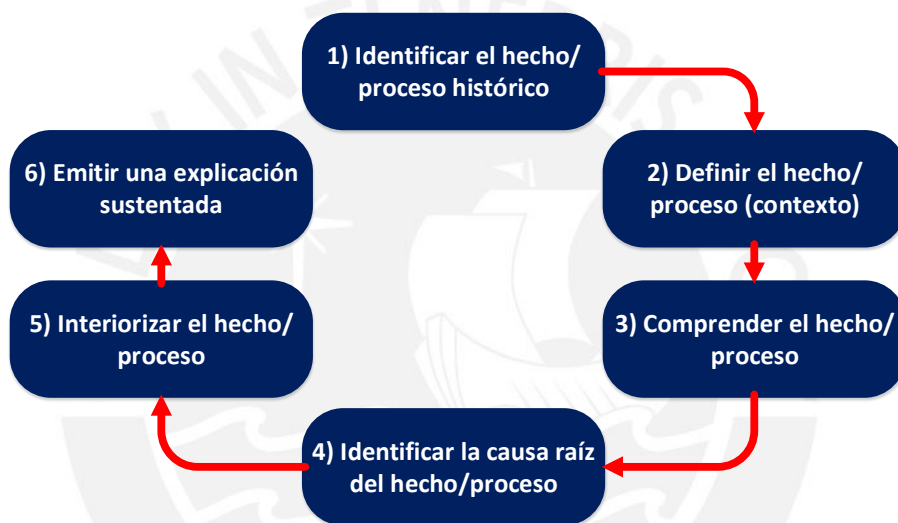 1) Identificar el hecho/
proceso histórico
2) Definir el hecho/
proceso (contexto)
3) Comprender el hecho/
proceso
4) Identificar la causa raíz
del hecho/proceso
5) Interiorizar el hecho/
proceso
6) Emitir una explicación
sustentada